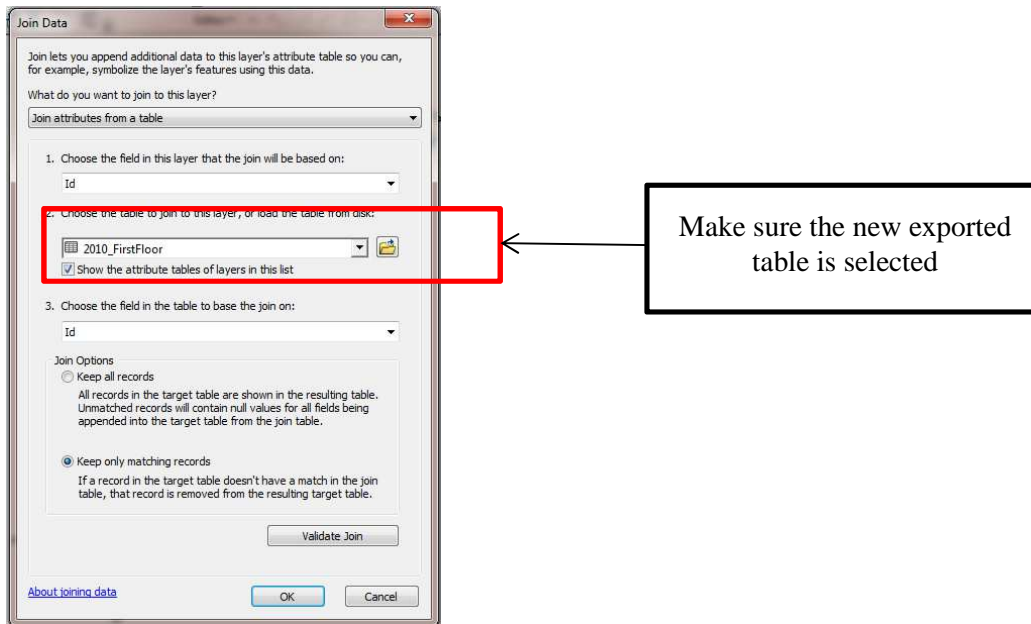 Join Data
Join lets you append additional data to this layer's attribute table so you can,
for example, symbolize the layer's features using this data.
What do you want to join to this layer?
Join attributes from a table
1. Choose the field in this layer that the join will be based on:
Id
2. Choose the table to join to this layer, or load the table from disk:
2010_FirstFloor
Show the attribute tables of layers in this list
3. Choose the field in the table to base the join on:
Id
Join Options
Keep all records
All records in the target table are shown in the resulting table.
Unmatched records will contain null values for all fields being
appended into the target table from the join table.
Keep only matching records
If a record in the target table doesn't have a match in the join
table, that record is removed from the resulting target table.
Validate Join
About joining data
OK
Cancel
Make sure the new exported
table is selected